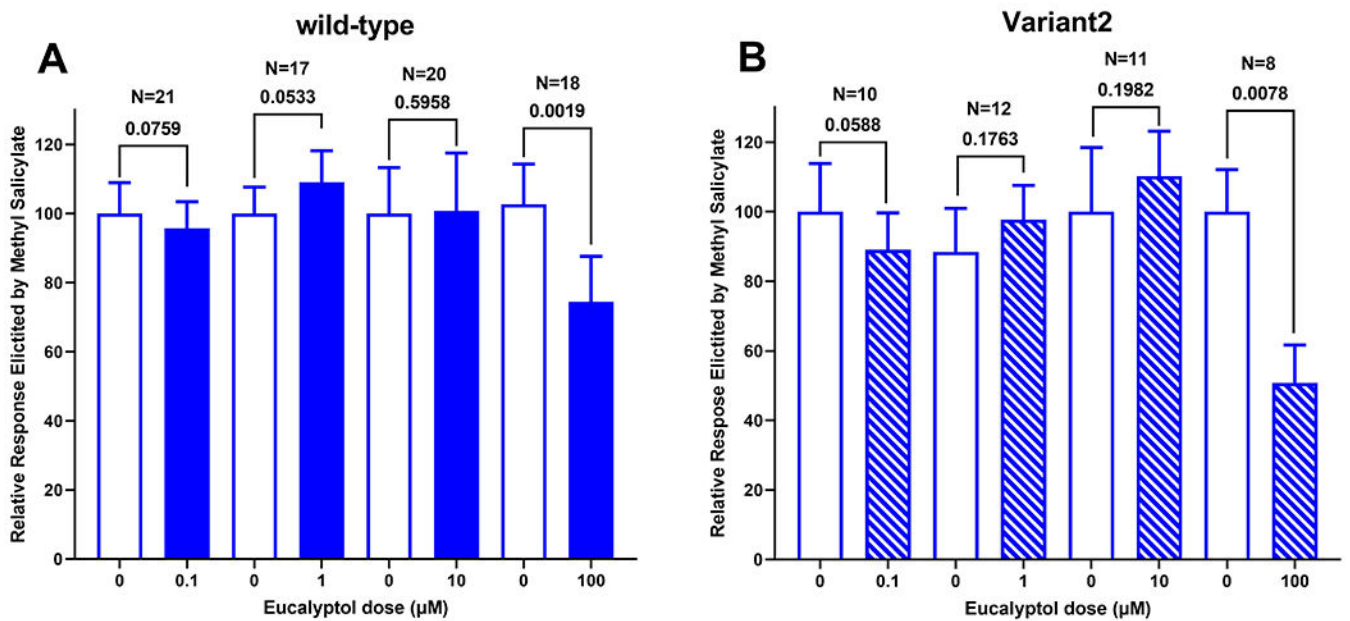 wild-type
A
N=21
0.0759
N=17
0.0533
N=20
0.5958
N=18
0.0019
Relative Response Elictited by Methyl Salicylate
120
100
80
60
40
20
0
0 0.1 0 1 0 10 0 100
Eucalyptol dose (µM)
Variant2
B
N=10
0.0588
N=12
0.1763
N=11
0.1982
N=8
0.0078
Relative Respose Elictited by Methyl Salicylate
120
100
80
60
40
20
0
0 0.1 0 1 0 10 0 100
Eucalyptol dose (µM)